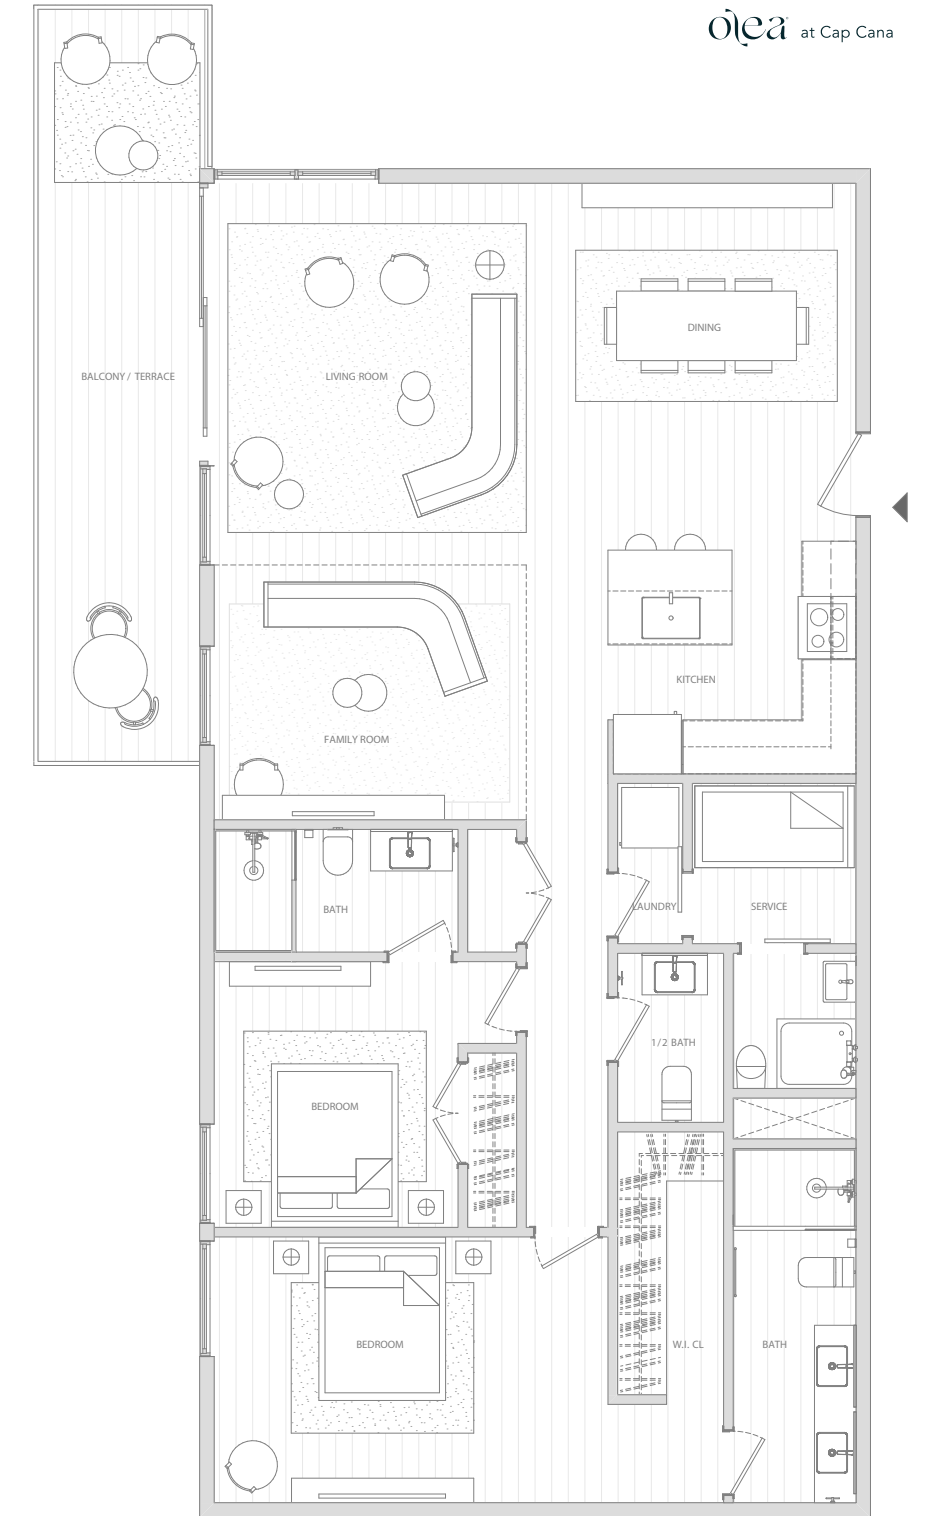 olea at Cap Cana
DINING
BALCONY / TERRACE
LIVING ROOM
KITCHEN
FAMILY ROOM
LAUNDRY
SERVICE
BATH
1/2 BATH
BEDROOM
BEDROOM
W.I. CL
BATH